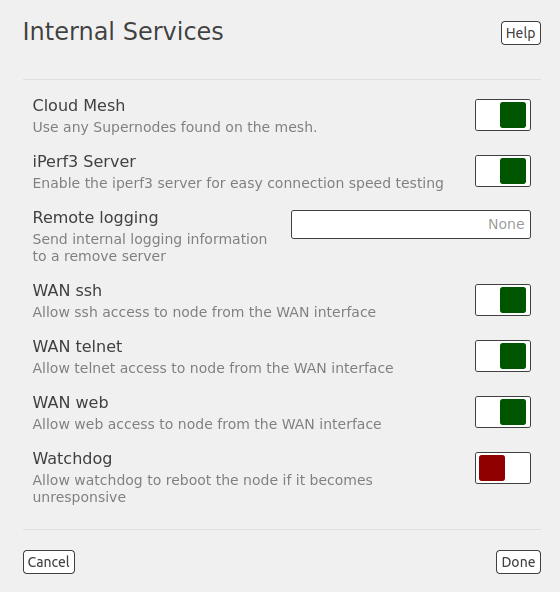 Internal Services
Help
Cloud Mesh
Use any Supernodes found on the mesh.
iPerf3 Server
Enable the iperf3 server for easy connection speed testing
Remote logging
None
Send internal logging information
to a remove server
WAN ssh
Allow ssh access to node from the WAN interface
WAN telnet
Allow telnet access to node from the WAN interface
WAN web
Allow web access to node from the WAN interface
Watchdog
Allow watchdog to reboot the node if it becomes
unresponsive
Cancel
Done